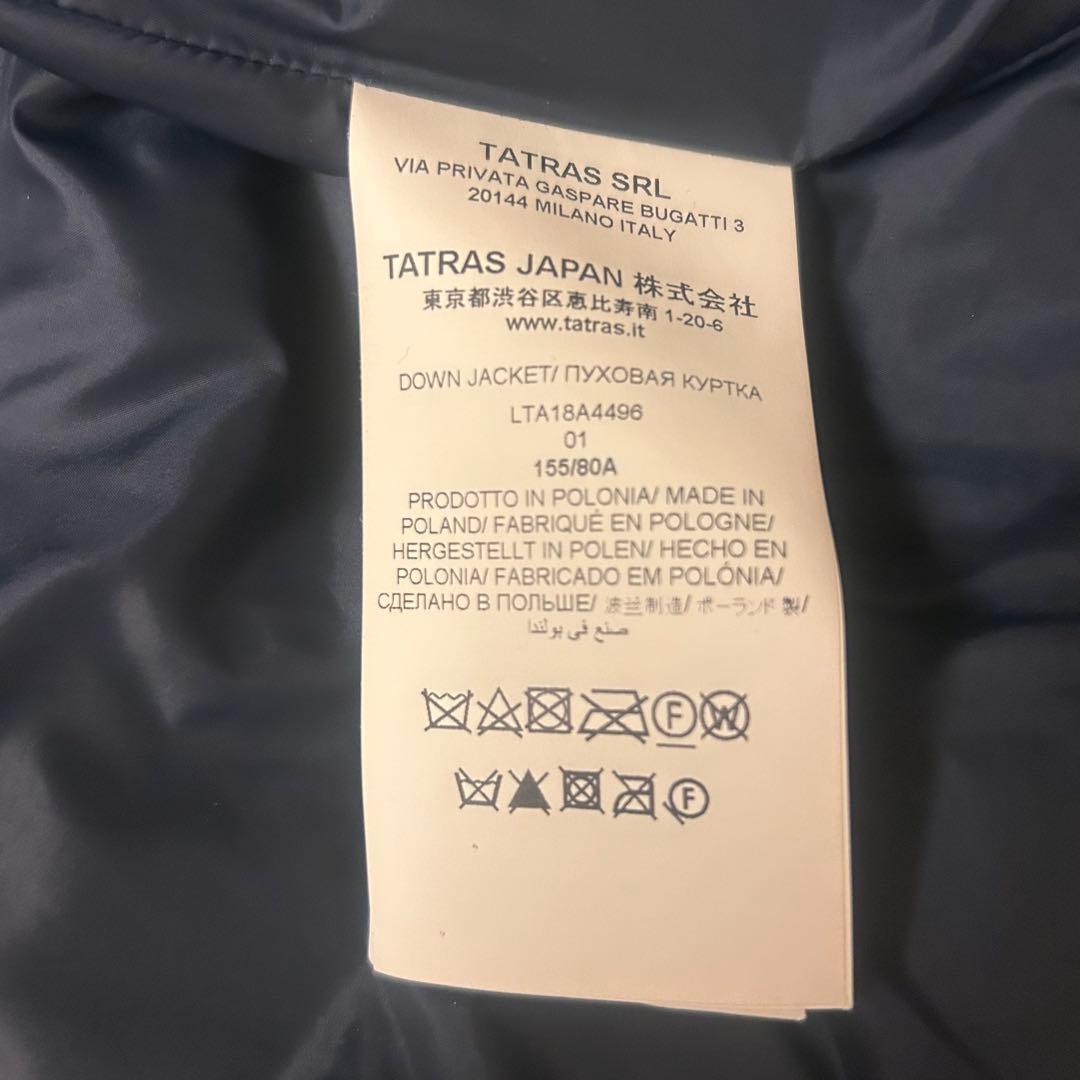 TATRAS SRL
VIA PRIVATA GASPARE BUGATTI 3
20144 MILANO ITALY
TATRAS JAPAN 株式会社
東京都渋谷区恵比寿南 1-20-6
www.tatras.it
DOWN JACKET/ ПУХОВАЯ КУРТКА
LTA18A4496
01
155/80A
PRODOTTO IN POLONIA/ MADE IN
POLAND/ FABRIQUÉ EN POLOGNE/
HERGESTELLT IN POLEN/ HECHO EN
POLONIA/ FABRICADO EM POLÓNIA/
СДЕЛАНО В ПОЛЬШЕ/ 波兰制造/ ポーランド 製/
صنع في بولندا
F W
F